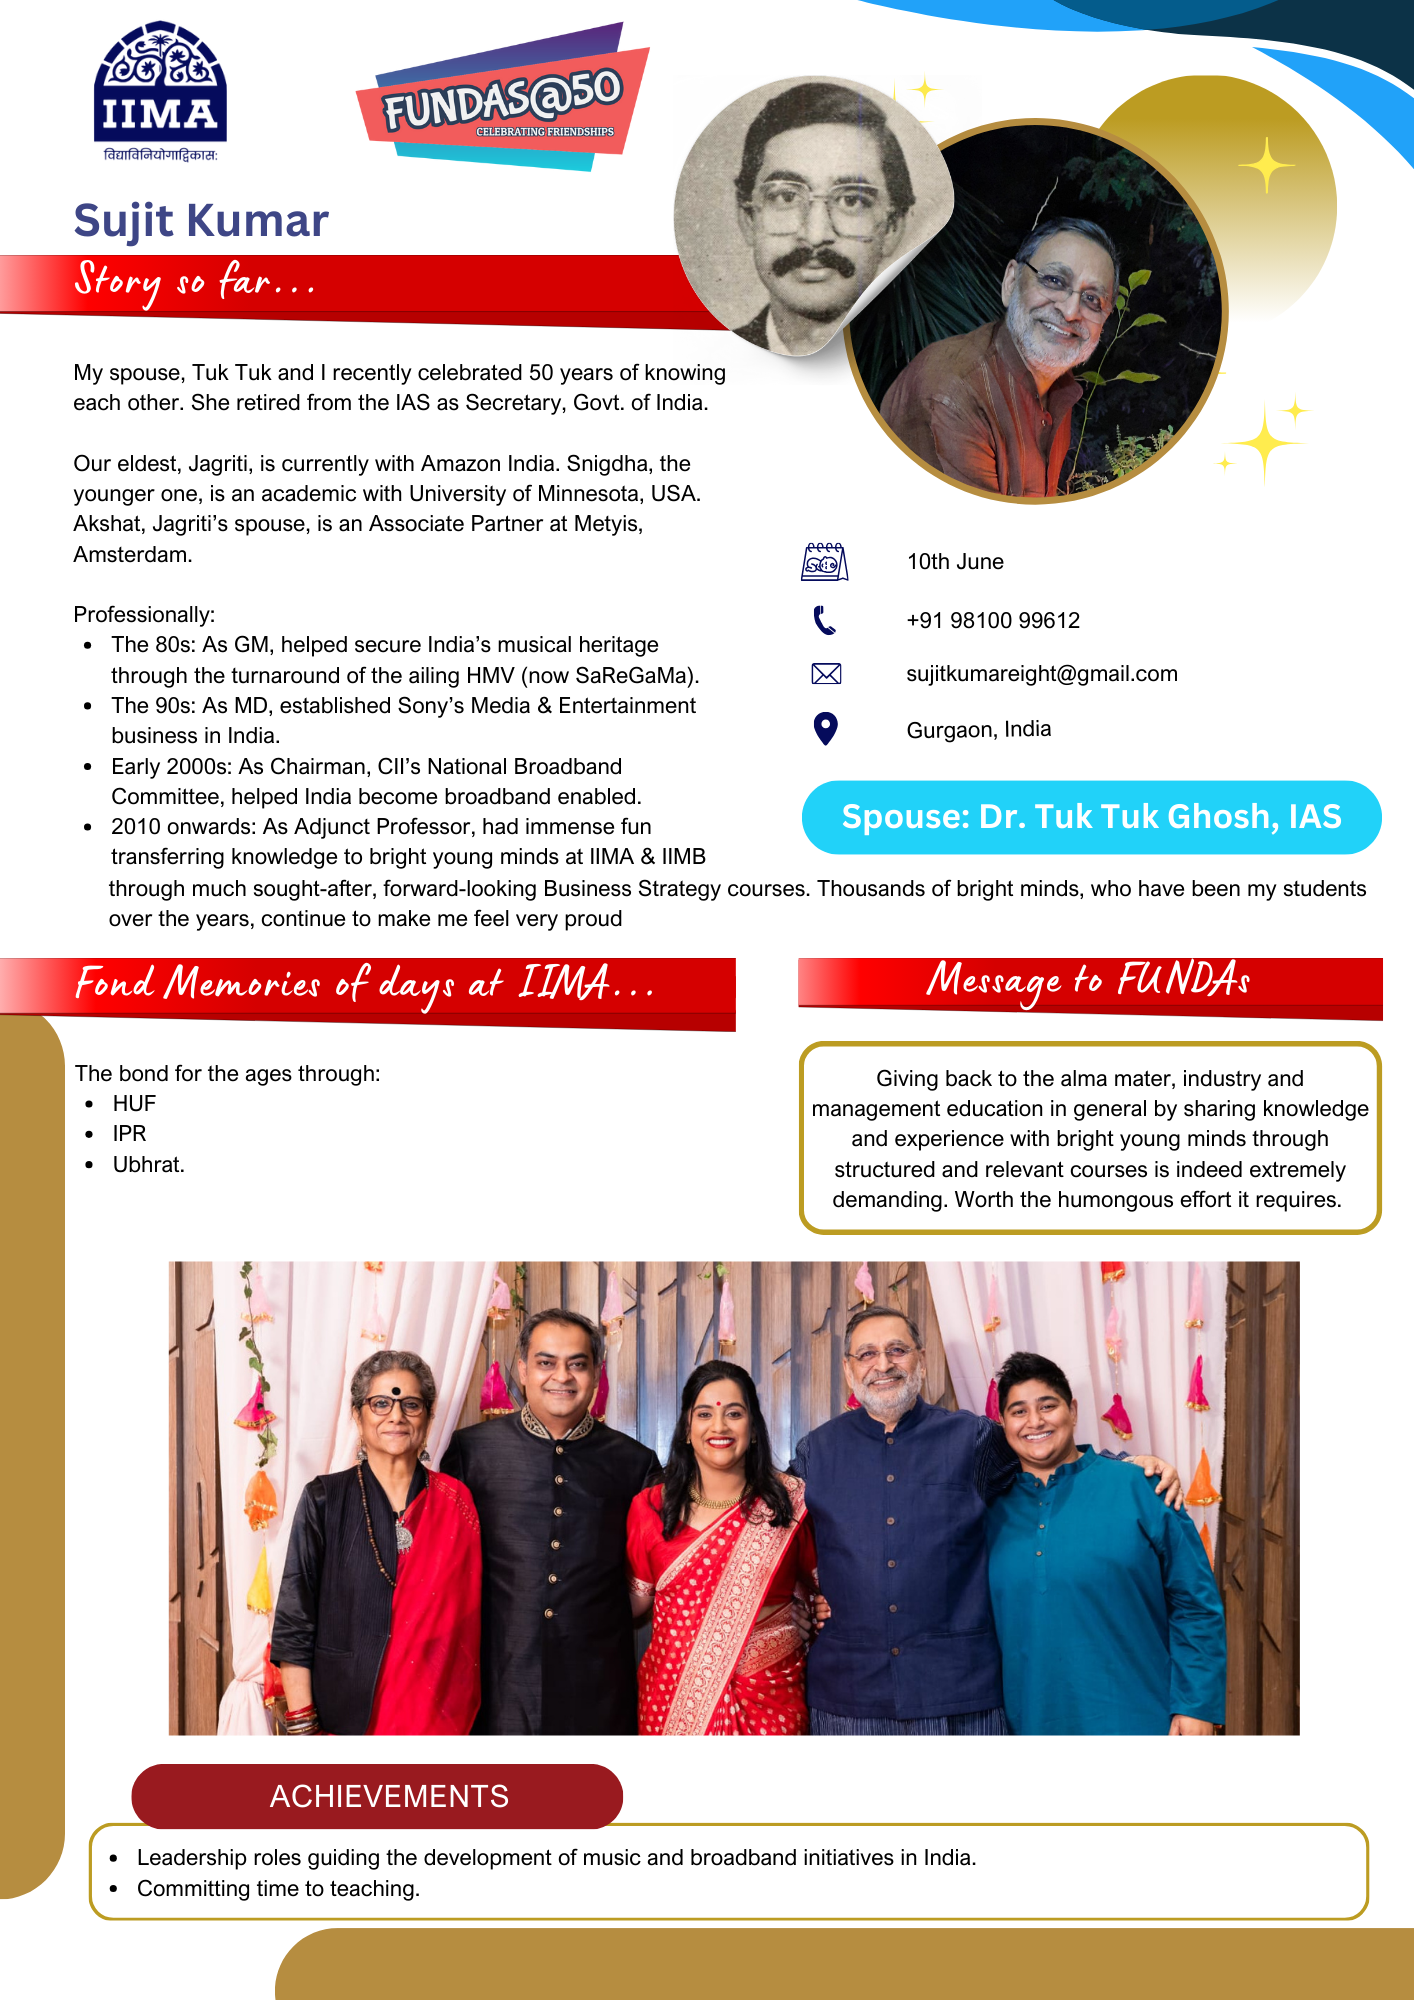 IIMA
विद्याविनियोगाद्विकास:
FUNDAS@50
CELEBRATING FRIENDSHIPS
Sujit Kumar
Story so far...
My spouse, Tuk Tuk and I recently celebrated 50 years of knowing
each other. She retired from the IAS as Secretary, Govt. of India.
Our eldest, Jagriti, is currently with Amazon India. Snigdha, the
younger one, is an academic with University of Minnesota, USA.
Akshat, Jagriti’s spouse, is an Associate Partner at Metyis,
Amsterdam.
Professionally:
• The 80s: As GM, helped secure India’s musical heritage
through the turnaround of the ailing HMV (now SaReGaMa).
• The 90s: As MD, established Sony’s Media & Entertainment
business in India.
• Early 2000s: As Chairman, CII’s National Broadband
Committee, helped India become broadband enabled.
• 2010 onwards: As Adjunct Professor, had immense fun
transferring knowledge to bright young minds at IIMA & IIMB
through much sought-after, forward-looking Business Strategy courses. Thousands of bright minds, who have been my students
over the years, continue to make me feel very proud
10th June
+91 98100 99612
sujitkumareight@gmail.com
Gurgaon, India
Spouse: Dr. Tuk Tuk Ghosh, IAS
Fond Memories of days at IIMA...
The bond for the ages through:
• HUF
• IPR
• Ubhrat.
Message to FUNDAs
Giving back to the alma mater, industry and
management education in general by sharing knowledge
and experience with bright young minds through
structured and relevant courses is indeed extremely
demanding. Worth the humongous effort it requires.
ACHIEVEMENTS
• Leadership roles guiding the development of music and broadband initiatives in India.
• Committing time to teaching.